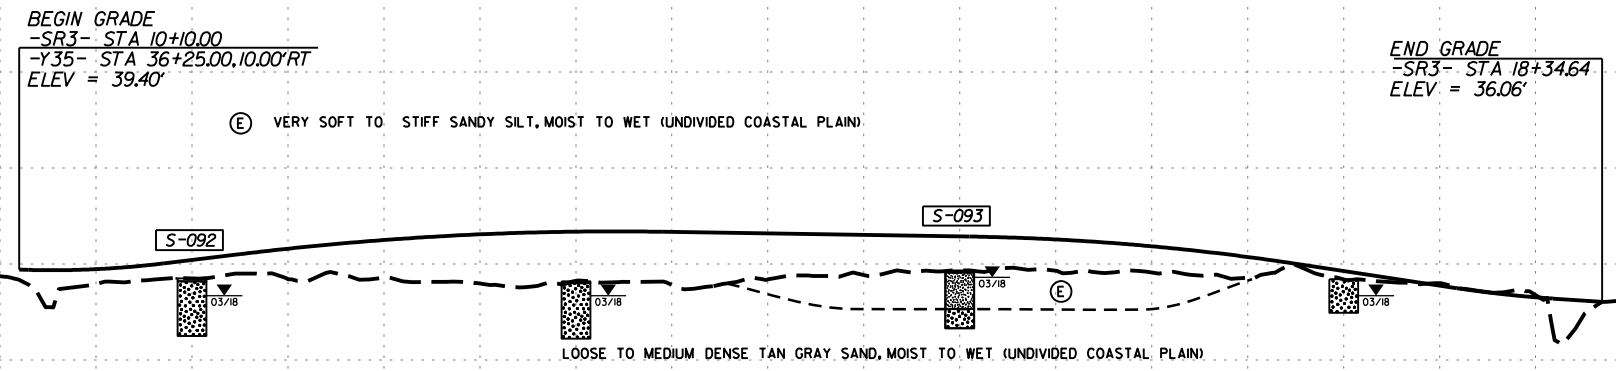 BEGIN GRADE
-SR3- STA 10+10.00
-Y35- STA 36+25.00, 10.00' RT
ELEV = 39.40'
END GRADE
-SR3- STA 18+34.64
ELEV = 36.06'
E VERY SOFT TO STIFF SANDY SILT, MOIST TO WET (UNDIVIDED COASTAL PLAIN)
S-092
S-093
03/18
03/18
03/18
E
03/18
LOOSE TO MEDIUM DENSE TAN GRAY SAND, MOIST TO WET (UNDIVIDED COASTAL PLAIN)